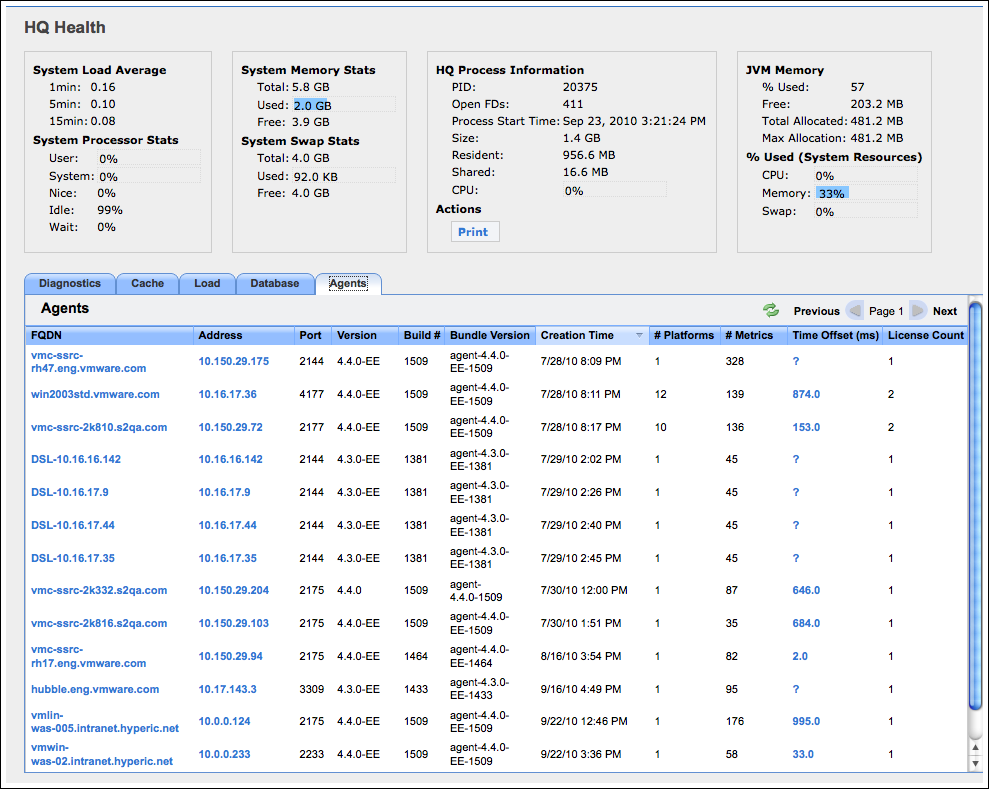 HQ Health
System Load Average
1min: 0.16
5min: 0.10
15min: 0.08
System Processor Stats
User: 0%
System: 0%
Nice: 0%
Idle: 99%
Wait: 0%
System Memory Stats
Total: 5.8 GB
Used: 2.0 GB
Free: 3.9 GB
System Swap Stats
Total: 4.0 GB
Used: 92.0 KB
Free: 4.0 GB
HQ Process Information
PID: 20375
Open FDs: 411
Process Start Time: Sep 23, 2010 3:21:24 PM
Size: 1.4 GB
Resident: 956.6 MB
Shared: 16.6 MB
CPU: 0%
Actions
Print
JVM Memory
% Used: 57
Free: 203.2 MB
Total Allocated: 481.2 MB
Max Allocation: 481.2 MB
% Used (System Resources)
CPU: 0%
Memory: 33%
Swap: 0%
Diagnostics Cache Load Database Agents
Agents Previous Page 1 Next
FQDN Address Port Version Build # Bundle Version Creation Time # Platforms # Metrics Time Offset (ms) License Count
vmc-ssrc-
rh47.eng.vmware.com 10.150.29.175 2144 4.4.0-EE 1509 agent-4.4.0-
EE-1509 7/28/10 8:09 PM 1 328 ? 1
win2003std.vmware.com 10.16.17.36 4177 4.4.0-EE 1509 agent-4.4.0-
EE-1509 7/28/10 8:11 PM 12 139 874.0 2
vmc-ssrc-2k810.s2qa.com 10.150.29.72 2177 4.4.0-EE 1509 agent-4.4.0-
EE-1509 7/28/10 8:17 PM 10 136 153.0 2
DSL-10.16.16.142 10.16.16.142 2144 4.3.0-EE 1381 agent-4.3.0-
EE-1381 7/29/10 2:02 PM 1 45 ? 1
DSL-10.16.17.9 10.16.17.9 2144 4.3.0-EE 1381 agent-4.3.0-
EE-1381 7/29/10 2:26 PM 1 45 ? 1
DSL-10.16.17.44 10.16.17.44 2144 4.3.0-EE 1381 agent-4.3.0-
EE-1381 7/29/10 2:40 PM 1 45 ? 1
DSL-10.16.17.35 10.16.17.35 2144 4.3.0-EE 1381 agent-4.3.0-
EE-1381 7/29/10 2:45 PM 1 45 ? 1
vmc-ssrc-2k332.s2qa.com 10.150.29.204 2175 4.4.0 1509 agent-
4.4.0-1509 7/30/10 12:00 PM 1 87 646.0 1
vmc-ssrc-2k816.s2qa.com 10.150.29.103 2175 4.4.0-EE 1509 agent-4.4.0-
EE-1509 7/30/10 1:51 PM 1 35 684.0 1
vmc-ssrc-
rh17.eng.vmware.com 10.150.29.94 2175 4.4.0-EE 1464 agent-4.4.0-
EE-1464 8/16/10 3:54 PM 1 82 2.0 1
hubble.eng.vmware.com 10.17.143.3 3309 4.3.0-EE 1433 agent-4.3.0-
EE-1433 9/16/10 4:49 PM 1 95 ? 1
vmlin-
was-005.intranet.hyperic.net 10.0.0.124 2175 4.4.0-EE 1509 agent-4.4.0-
EE-1509 9/22/10 12:46 PM 1 176 995.0 1
vmwin-
was-02.intranet.hyperic.net 10.0.0.233 2233 4.4.0-EE 1509 agent-4.4.0-
EE-1509 9/22/10 3:36 PM 1 58 33.0 1